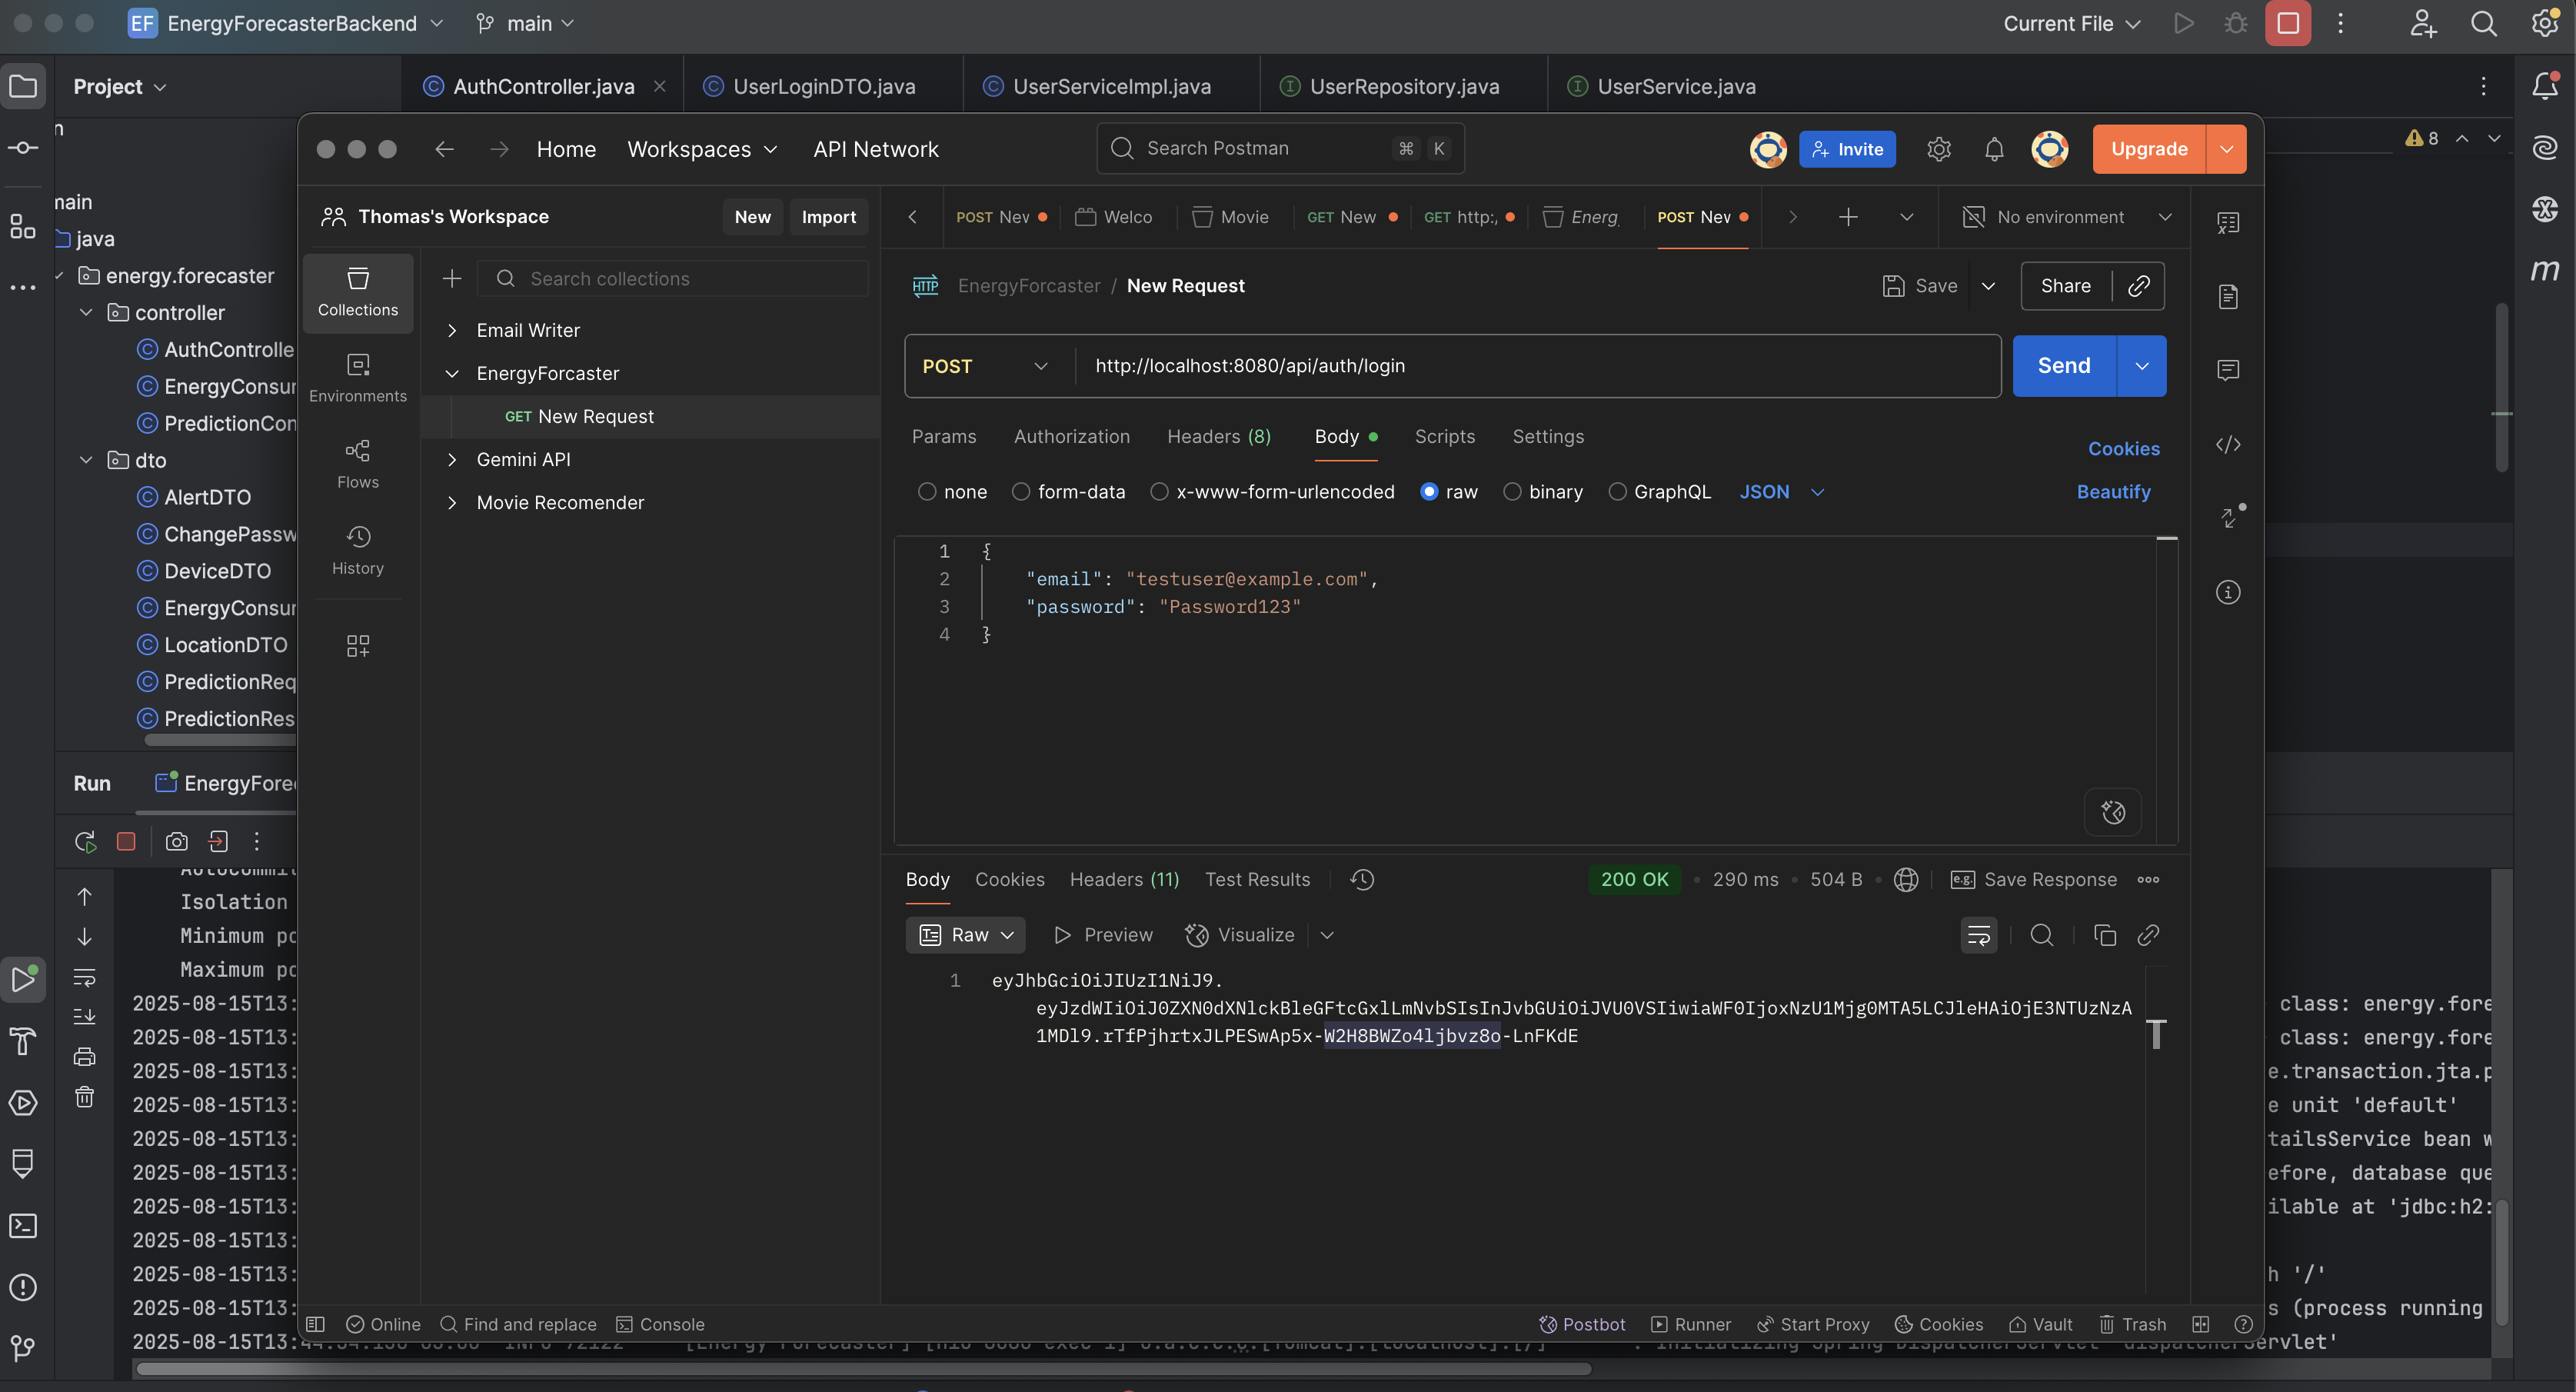 EF EnergyForecasterBackend main Current File
Project
AuthController.java UserLoginDTO.java UserServiceImpl.java UserRepository.java UserService.java
8
main
java
energy.forecaster
controller
AuthControlle
EnergyConsur
PredictionCon
dto
AlertDTO
ChangePassw
DeviceDTO
EnergyConsur
LocationDTO
PredictionReq
PredictionRes
Home Workspaces API Network
Search Postman ⌘ K
Invite Upgrade
Thomas's Workspace New Import
POST Nev Welco Movie GET New GET http:, Energ POST Nev No environment
Collections
Environments
Flows
History
Search collections
Email Writer
EnergyForcaster
GET New Request
Gemini API
Movie Recomender
HTTP EnergyForcaster / New Request Save Share
POST http://localhost:8080/api/auth/login Send
Params Authorization Headers (8) Body Scripts Settings Cookies
none form-data x-www-form-urlencoded raw binary GraphQL JSON Beautify
1 {
2 "email": "testuser@example.com",
3 "password": "Password123"
4 }
Body Cookies Headers (11) Test Results 200 OK • 290 ms • 504 B e.g. Save Response
Raw Preview Visualize
1 eyJhbGciOiJIUzI1NiJ9.
eyJzdWIiOiJ0ZXN0dXNlckBleGFtcGxlLmNvbSIsInJvbGUiOiJVU0VSIiwiaWF0IjoxNzU1Mjg0MTA5LCJleHAiOjE3NTUzNzA
1MDl9.rTfPjhrtxJLPESwAp5x-W2H8BWZo4ljbvz8o-LnFKdE
Online Find and replace Console Postbot Runner Start Proxy Cookies Vault Trash
Run EnergyFore
Isolation
Minimum po
Maximum po
2025-08-15T13: class: energy.fore
2025-08-15T13: class: energy.fore
2025-08-15T13: e.transaction.jta.p
2025-08-15T13: e unit 'default'
2025-08-15T13: tailsService bean w
2025-08-15T13: efore, database que
2025-08-15T13: ilable at 'jdbc:h2:
2025-08-15T13:
2025-08-15T13: h '/'
2025-08-15T13: s (process running